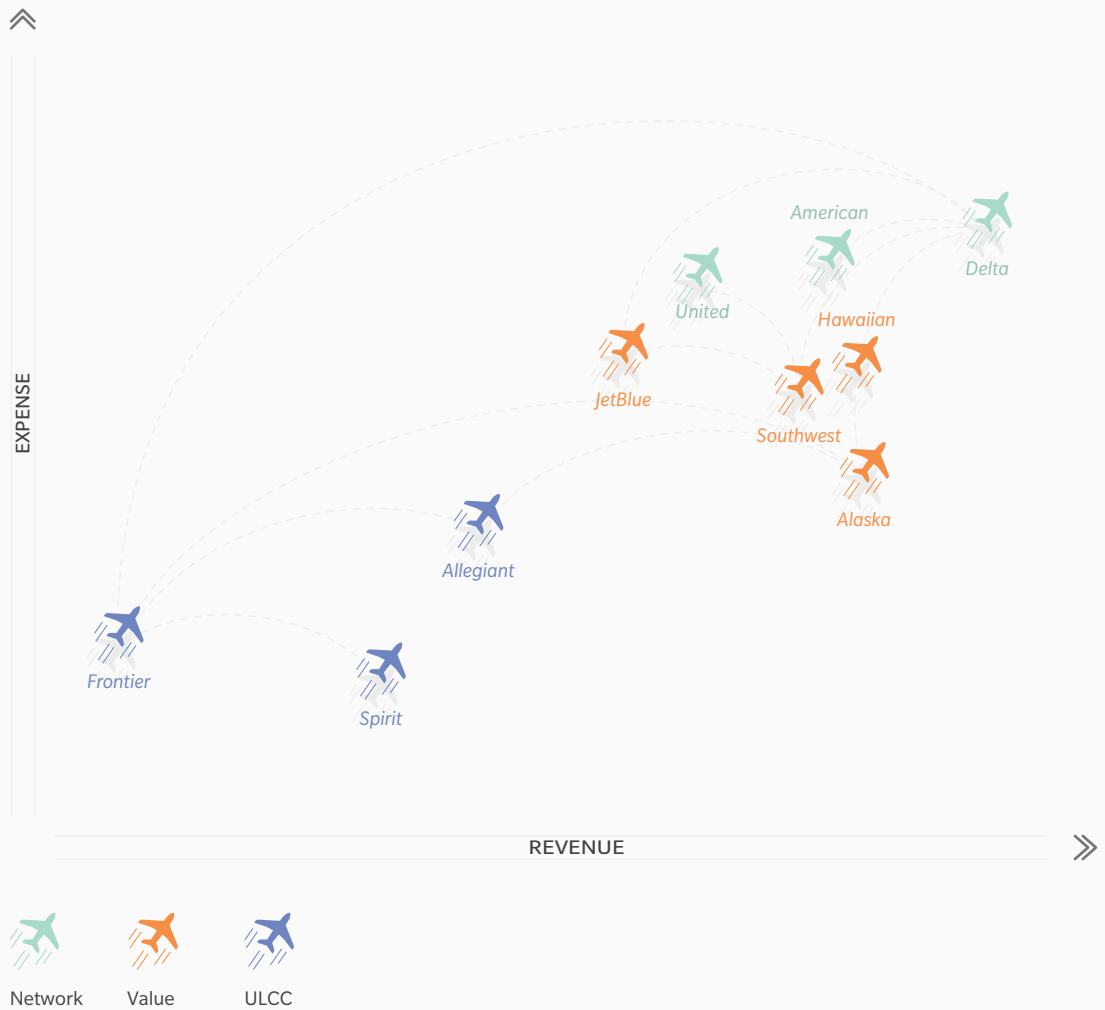 American
Delta
United
Hawaiian
EXPENSE
JetBlue
Southwest
Alaska
Allegiant
Frontier
Spirit
REVENUE
Network
Value
ULCC